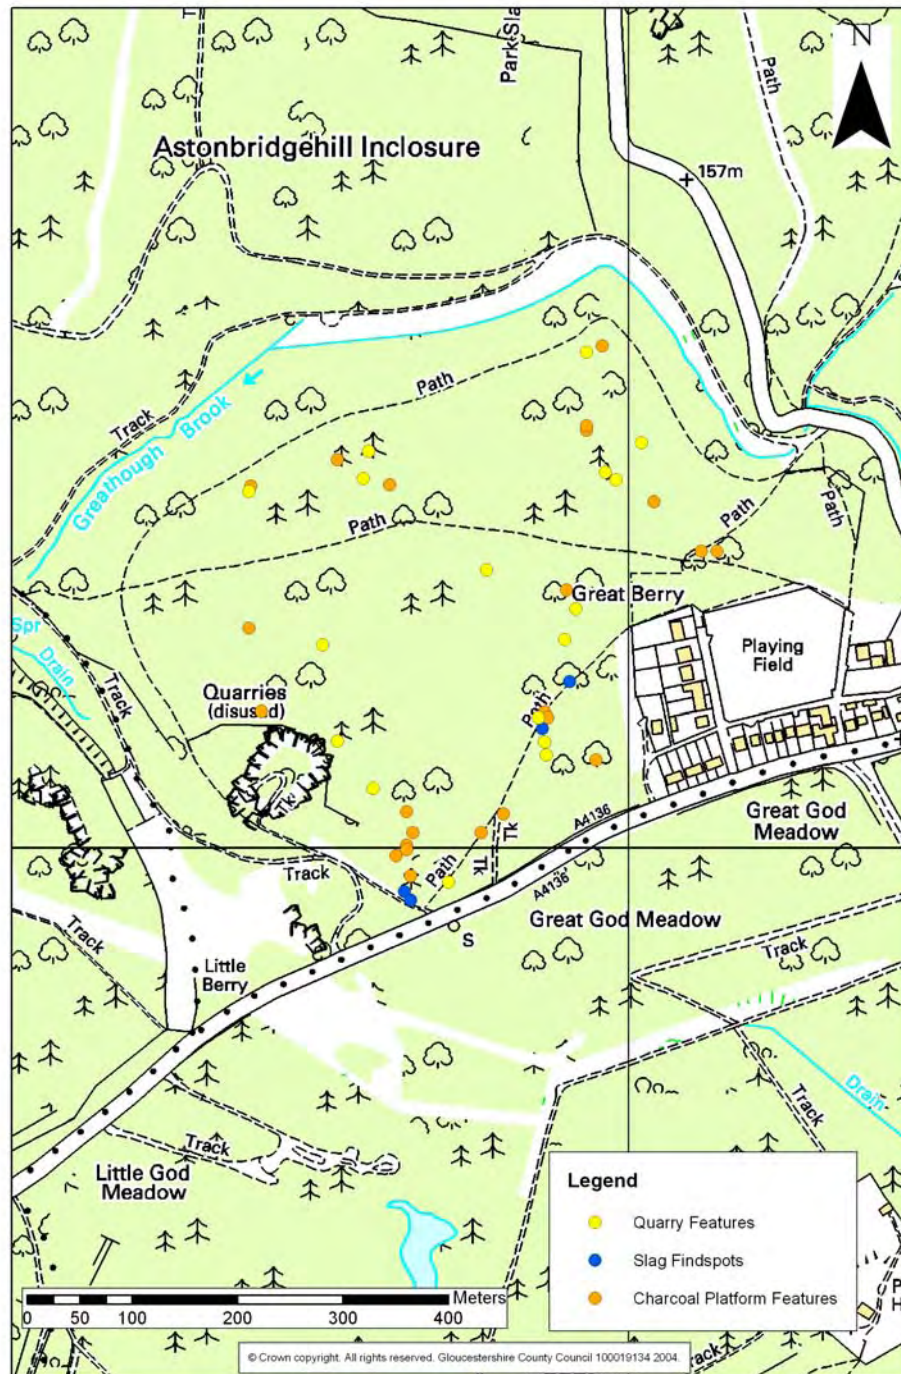 T
Park Sla
Path
N
Astonbridgehill Inclosure
157m
Path
Track
Greathough Brook
Path
Path
Path
Great Berry
Spr
Drain
Track
Playing
Field
Quarries
(disused)
Path
Tk
A4136
Great God
Meadow
Tk
Tk
Path
Track
A4136
Great God Meadow
S
Track
Track
Little
Berry
Drain
Track
Track
Little God
Meadow
Legend
Quarry Features
Slag Findspots
Charcoal Platform Features
P
H
Meters
0 50 100 200 300 400
© Crown copyright. All rights reserved. Gloucestershire County Council 100019134 2004.
rack